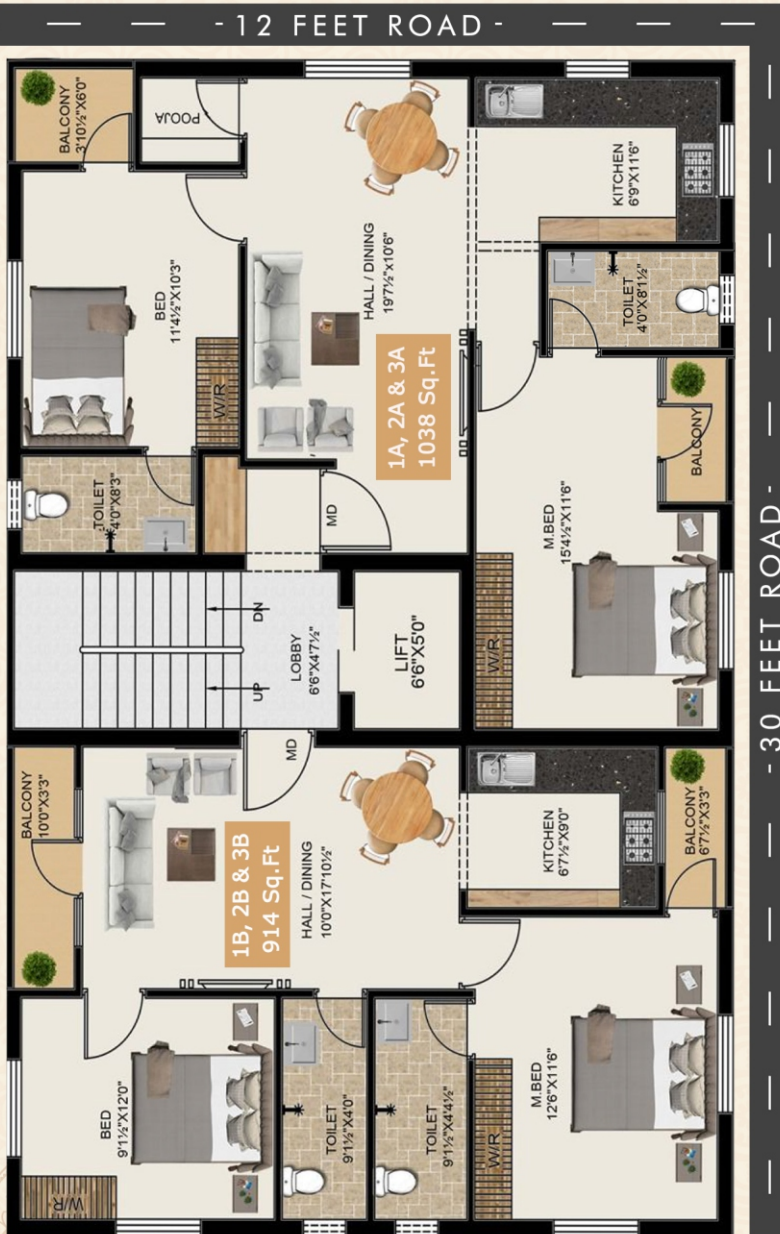 - 12 FEET ROAD -
BALCONY
3'10½"X6'0"
POOJA
HALL / DINING
19'7½"x10'6"
KITCHEN
6'9"X11'6"
BED
11'4½"X10'3"
W/R
TOILET
4'0"X8'1½"
1A, 2A & 3A
1038 Sq.Ft
BALCONY
TOILET
4'0"X8'3"
MD
M.BED
15'4½"X11'6"
W/R
DN
UP
LOBBY
6'6"X4'7½"
LIFT
6'6"X5'0"
- 30 FEET ROAD -
BALCONY
10'0"X3'3"
MD
1B, 2B & 3B
914 Sq.Ft
HALL / DINING
10'0"X17'10½"
KITCHEN
6'7½"X9'0"
BALCONY
6'7½"X3'3"
BED
9'1½"X12'0"
W/R
TOILET
9'1½"X4'0"
TOILET
9'1½"X4'4½"
W/R
M.BED
12'6"X11'6"